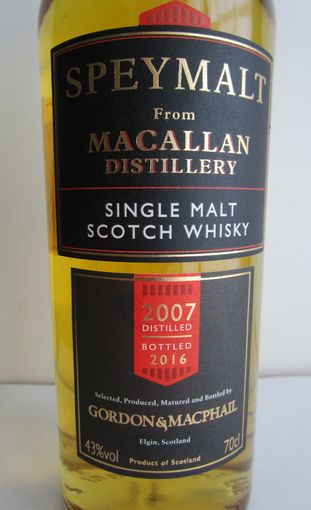 SPEYMALT
From
MACALLAN
DISTILLERY
SINGLE MALT
SCOTCH WHISKY
2007
DISTILLED
BOTTLED
2016
Selected, Produced, Matured and Bottled by
GORDON&MACPHAIL
Elgin, Scotland
43%vol 70cl
Product of Scotland